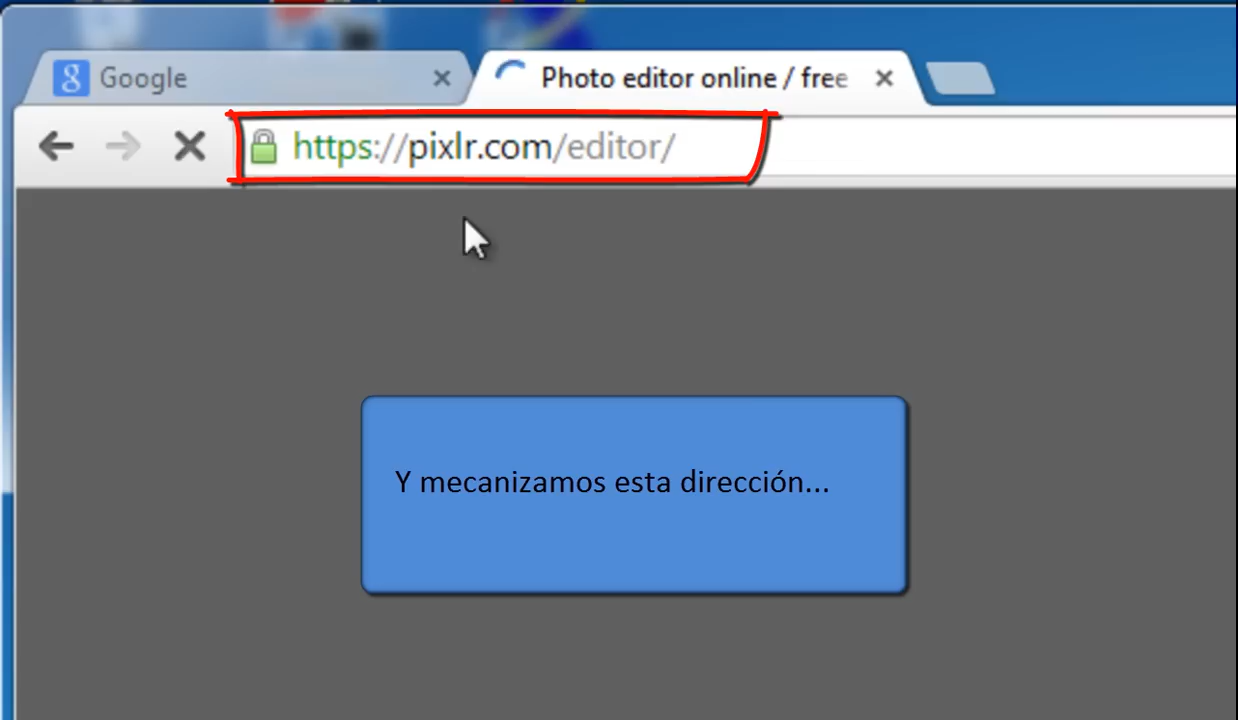 Google
Photo editor online / free
https://pixlr.com/editor/
Y mecanizamos esta dirección...